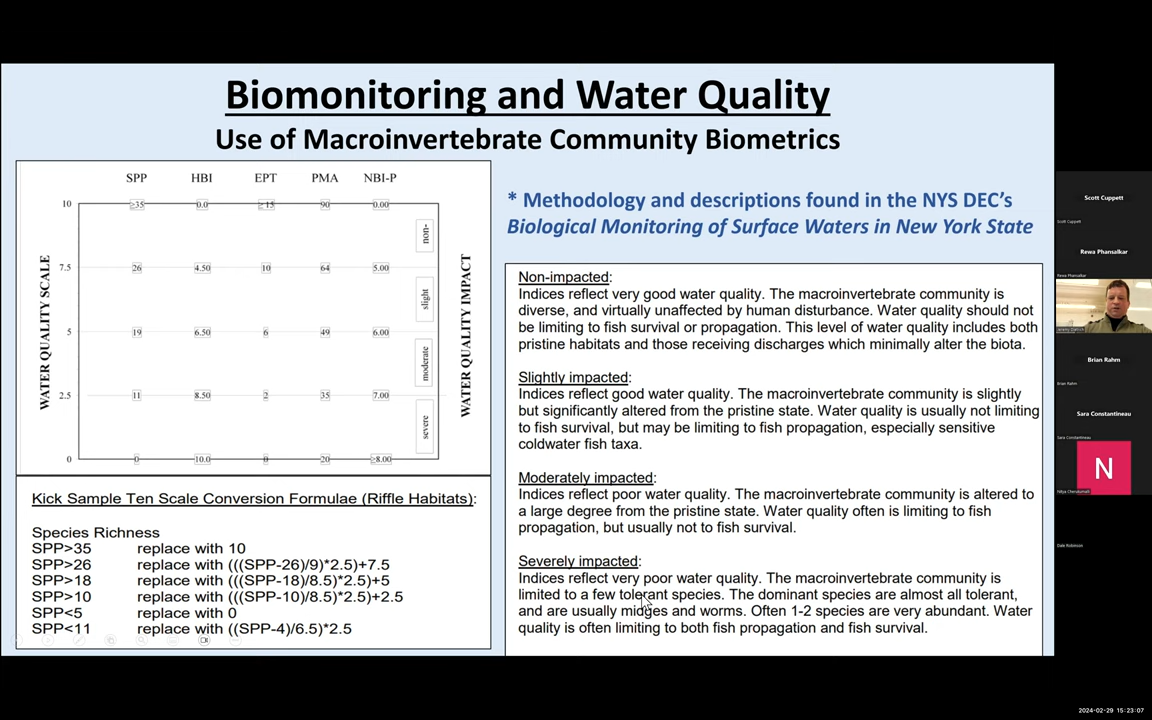 Biomonitoring and Water Quality
Use of Macroinvertebrate Community Biometrics
SPP HBI EPT PMA NBI-P
10 ≥35 0.0 ≥15 90 0.00
non-
7.5 26 4.50 10 64 5.00
slight
5 19 6.50 6 49 6.00
moderate
2.5 11 8.50 2 35 7.00
severe
0 0 10.0 0 20 ≥8.00
WATER QUALITY SCALE
WATER QUALITY IMPACT
Kick Sample Ten Scale Conversion Formulae (Riffle Habitats):
Species Richness
SPP>35 replace with 10
SPP>26 replace with (((SPP-26)/9)*2.5)+7.5
SPP>18 replace with (((SPP-18)/8.5)*2.5)+5
SPP>10 replace with (((SPP-10)/8.5)*2.5)+2.5
SPP<5 replace with 0
SPP<11 replace with ((SPP-4)/6.5)*2.5
* Methodology and descriptions found in the NYS DEC's
Biological Monitoring of Surface Waters in New York State
Non-impacted:
Indices reflect very good water quality. The macroinvertebrate community is
diverse, and virtually unaffected by human disturbance. Water quality should not
be limiting to fish survival or propagation. This level of water quality includes both
pristine habitats and those receiving discharges which minimally alter the biota.
Slightly impacted:
Indices reflect good water quality. The macroinvertebrate community is slightly
but significantly altered from the pristine state. Water quality is usually not limiting
to fish survival, but may be limiting to fish propagation, especially sensitive
coldwater fish taxa.
Moderately impacted:
Indices reflect poor water quality. The macroinvertebrate community is altered to
a large degree from the pristine state. Water quality often is limiting to fish
propagation, but usually not to fish survival.
Severely impacted:
Indices reflect very poor water quality. The macroinvertebrate community is
limited to a few tolerant species. The dominant species are almost all tolerant,
and are usually midges and worms. Often 1-2 species are very abundant. Water
quality is often limiting to both fish propagation and fish survival.
Scott Cuppett
Scott Cuppett
Rewa Phansalkar
Rewa Phansalkar
Brian Rahm
Brian Rahm
Sara Constantineau
Sara Constantineau
N
Dale Robinson
2024-02-29 15:23:07